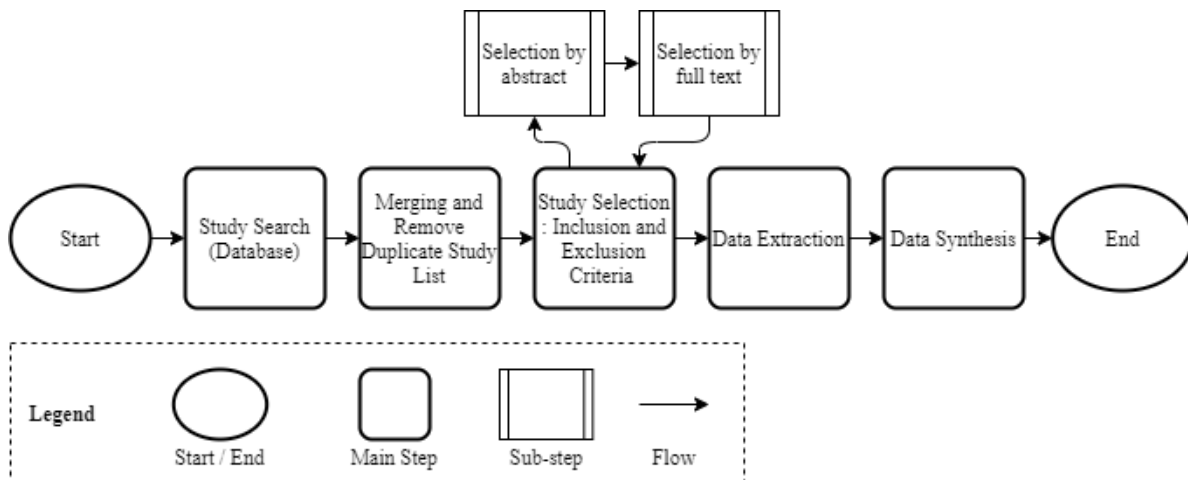 Selection by
abstract
Selection by
full text
Start
Study Search
(Database)
Merging and
Remove
Duplicate Study
List
Study Selection
: Inclusion and
Exclusion
Criteria
Data Extraction
Data Synthesis
End
Legend
Start / End
Main Step
Sub-step
Flow